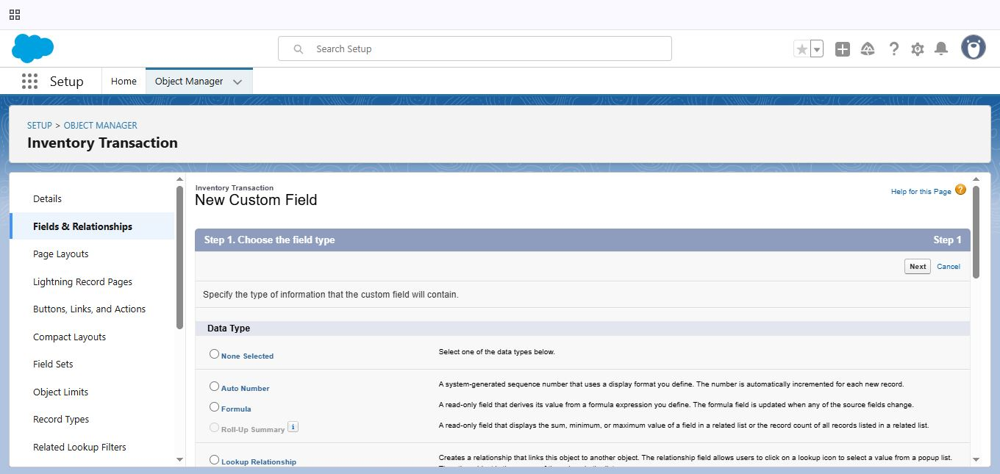 Search Setup
Setup
Home
Object Manager
SETUP > OBJECT MANAGER
Inventory Transaction
Details
Fields & Relationships
Page Layouts
Lightning Record Pages
Buttons, Links, and Actions
Compact Layouts
Field Sets
Object Limits
Record Types
Related Lookup Filters
Inventory Transaction
New Custom Field
Help for this Page ?
Step 1. Choose the field type
Step 1
Next Cancel
Specify the type of information that the custom field will contain.
Data Type
None Selected Select one of the data types below.
Auto Number A system-generated sequence number that uses a display format you define. The number is automatically incremented for each new record.
Formula A read-only field that derives its value from a formula expression you define. The formula field is updated when any of the source fields change.
Roll-Up Summary i A read-only field that displays the sum, minimum, or maximum value of a field in a related list or the record count of all records listed in a related list.
Lookup Relationship Creates a relationship that links this object to another object. The relationship field allows users to click on a lookup icon to select a value from a popup list.